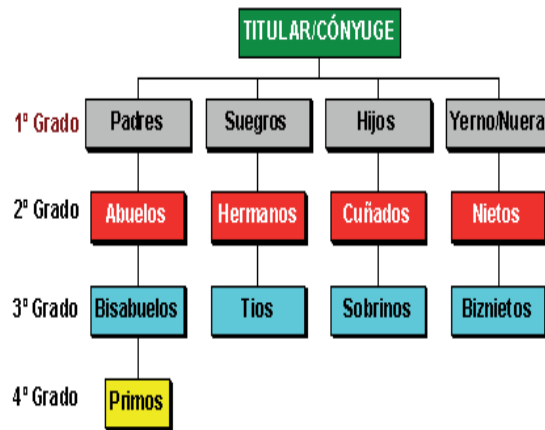 TITULAR/CÓNYUGE
1º Grado Padres Suegros Hijos Yerno/Nuera
2º Grado Abuelos Hermanos Cuñados Nietos
3º Grado Bisabuelos Tios Sobrinos Biznietos
4º Grado Primos